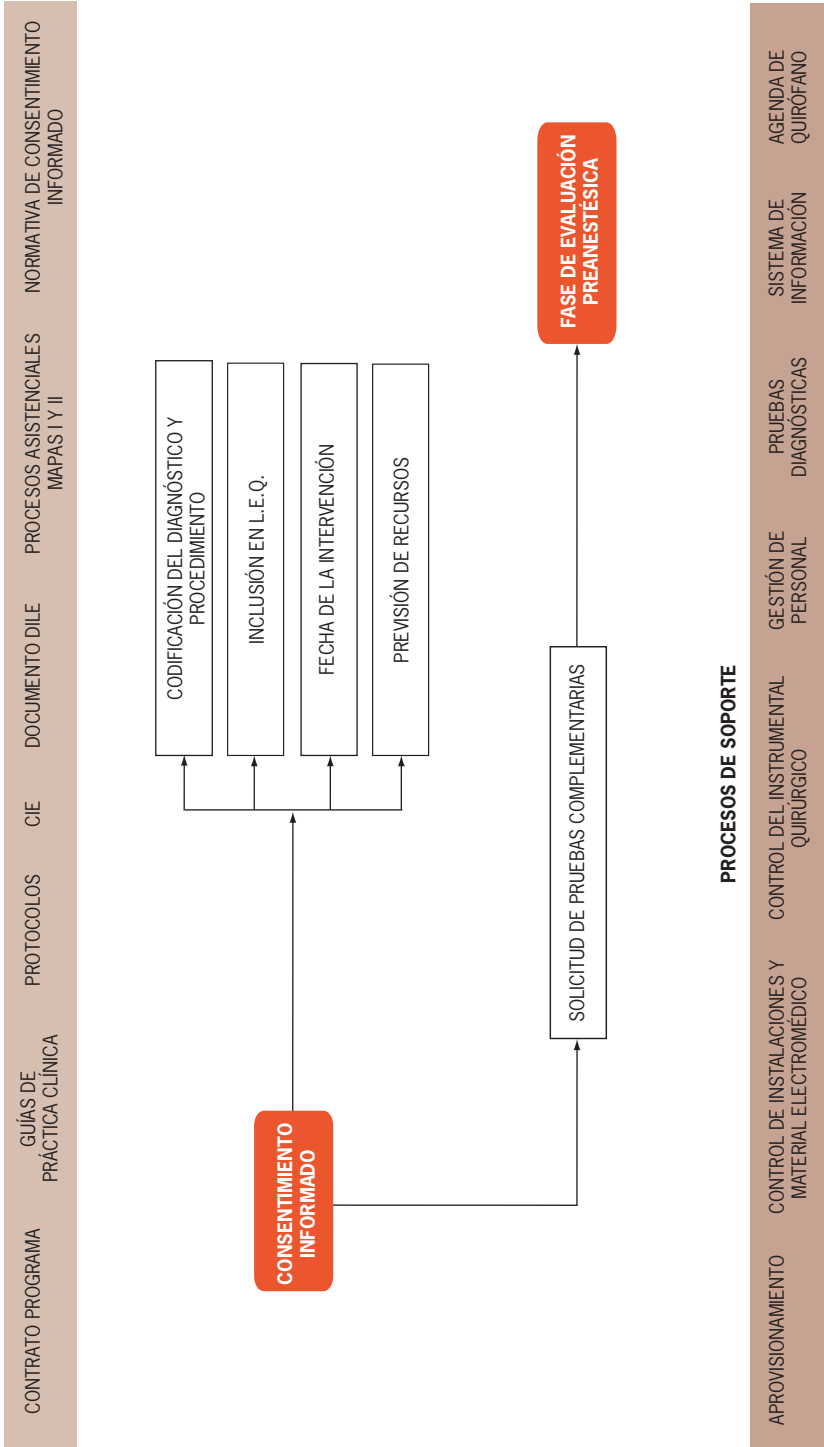 CONTRATO PROGRAMA
GUÍAS DE
PRÁCTICA CLÍNICA
PROTOCOLOS
CIE
DOCUMENTO DILE
PROCESOS ASISTENCIALES
MAPAS I Y II
NORMATIVA DE CONSENTIMIENTO
INFORMADO
CONSENTIMIENTO
INFORMADO
CODIFICACIÓN DEL DIAGNÓSTICO Y
PROCEDIMIENTO
INCLUSIÓN EN L.E.Q.
FECHA DE LA INTERVENCIÓN
PREVISIÓN DE RECURSOS
SOLICITUD DE PRUEBAS COMPLEMENTARIAS
FASE DE EVALUACIÓN
PREANESTÉSICA
PROCESOS DE SOPORTE
APROVISIONAMIENTO
CONTROL DE INSTALACIONES Y
MATERIAL ELECTROMÉDICO
CONTROL DEL INSTRUMENTAL
QUIRÚRGICO
GESTIÓN DE
PERSONAL
PRUEBAS
DIAGNÓSTICAS
SISTEMA DE
INFORMACIÓN
AGENDA DE
QUIRÓFANO